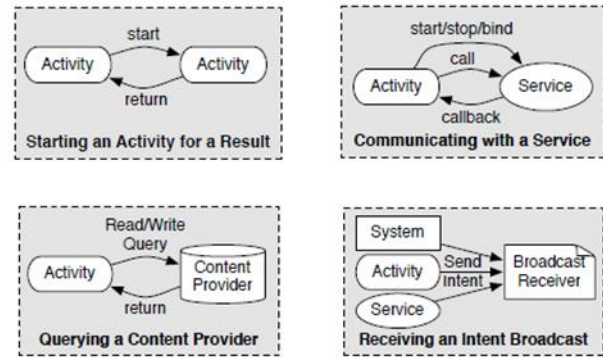 start
Activity
Activity
return
Starting an Activity for a Result
start/stop/bind
call
Activity
Service
callback
Communicating with a Service
Read/Write
Query
Activity
Content
Provider
return
Querying a Content Provider
System
Activity
Send
Intent
Broadcast
Receiver
Service
Receiving an Intent Broadcast